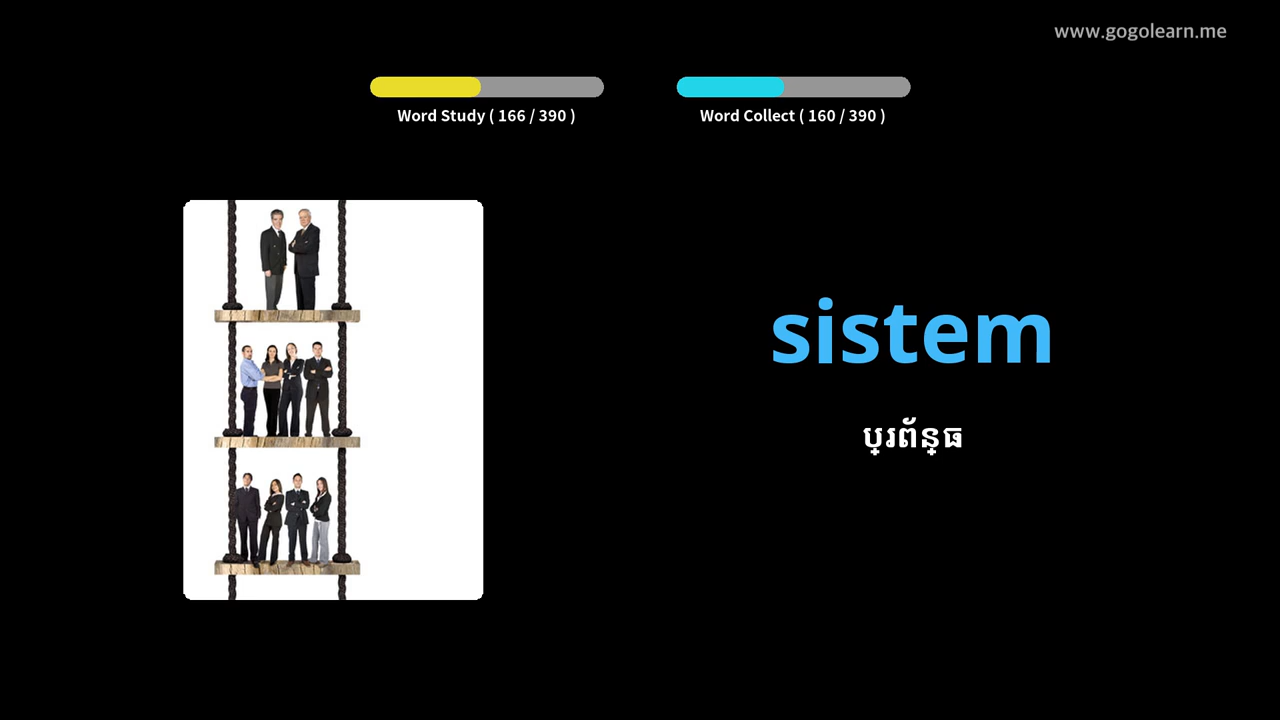 www.gogolearn.me
Word Study ( 166 / 390 )
Word Collect ( 160 / 390 )
sistem
ប្រព័ន្ធ